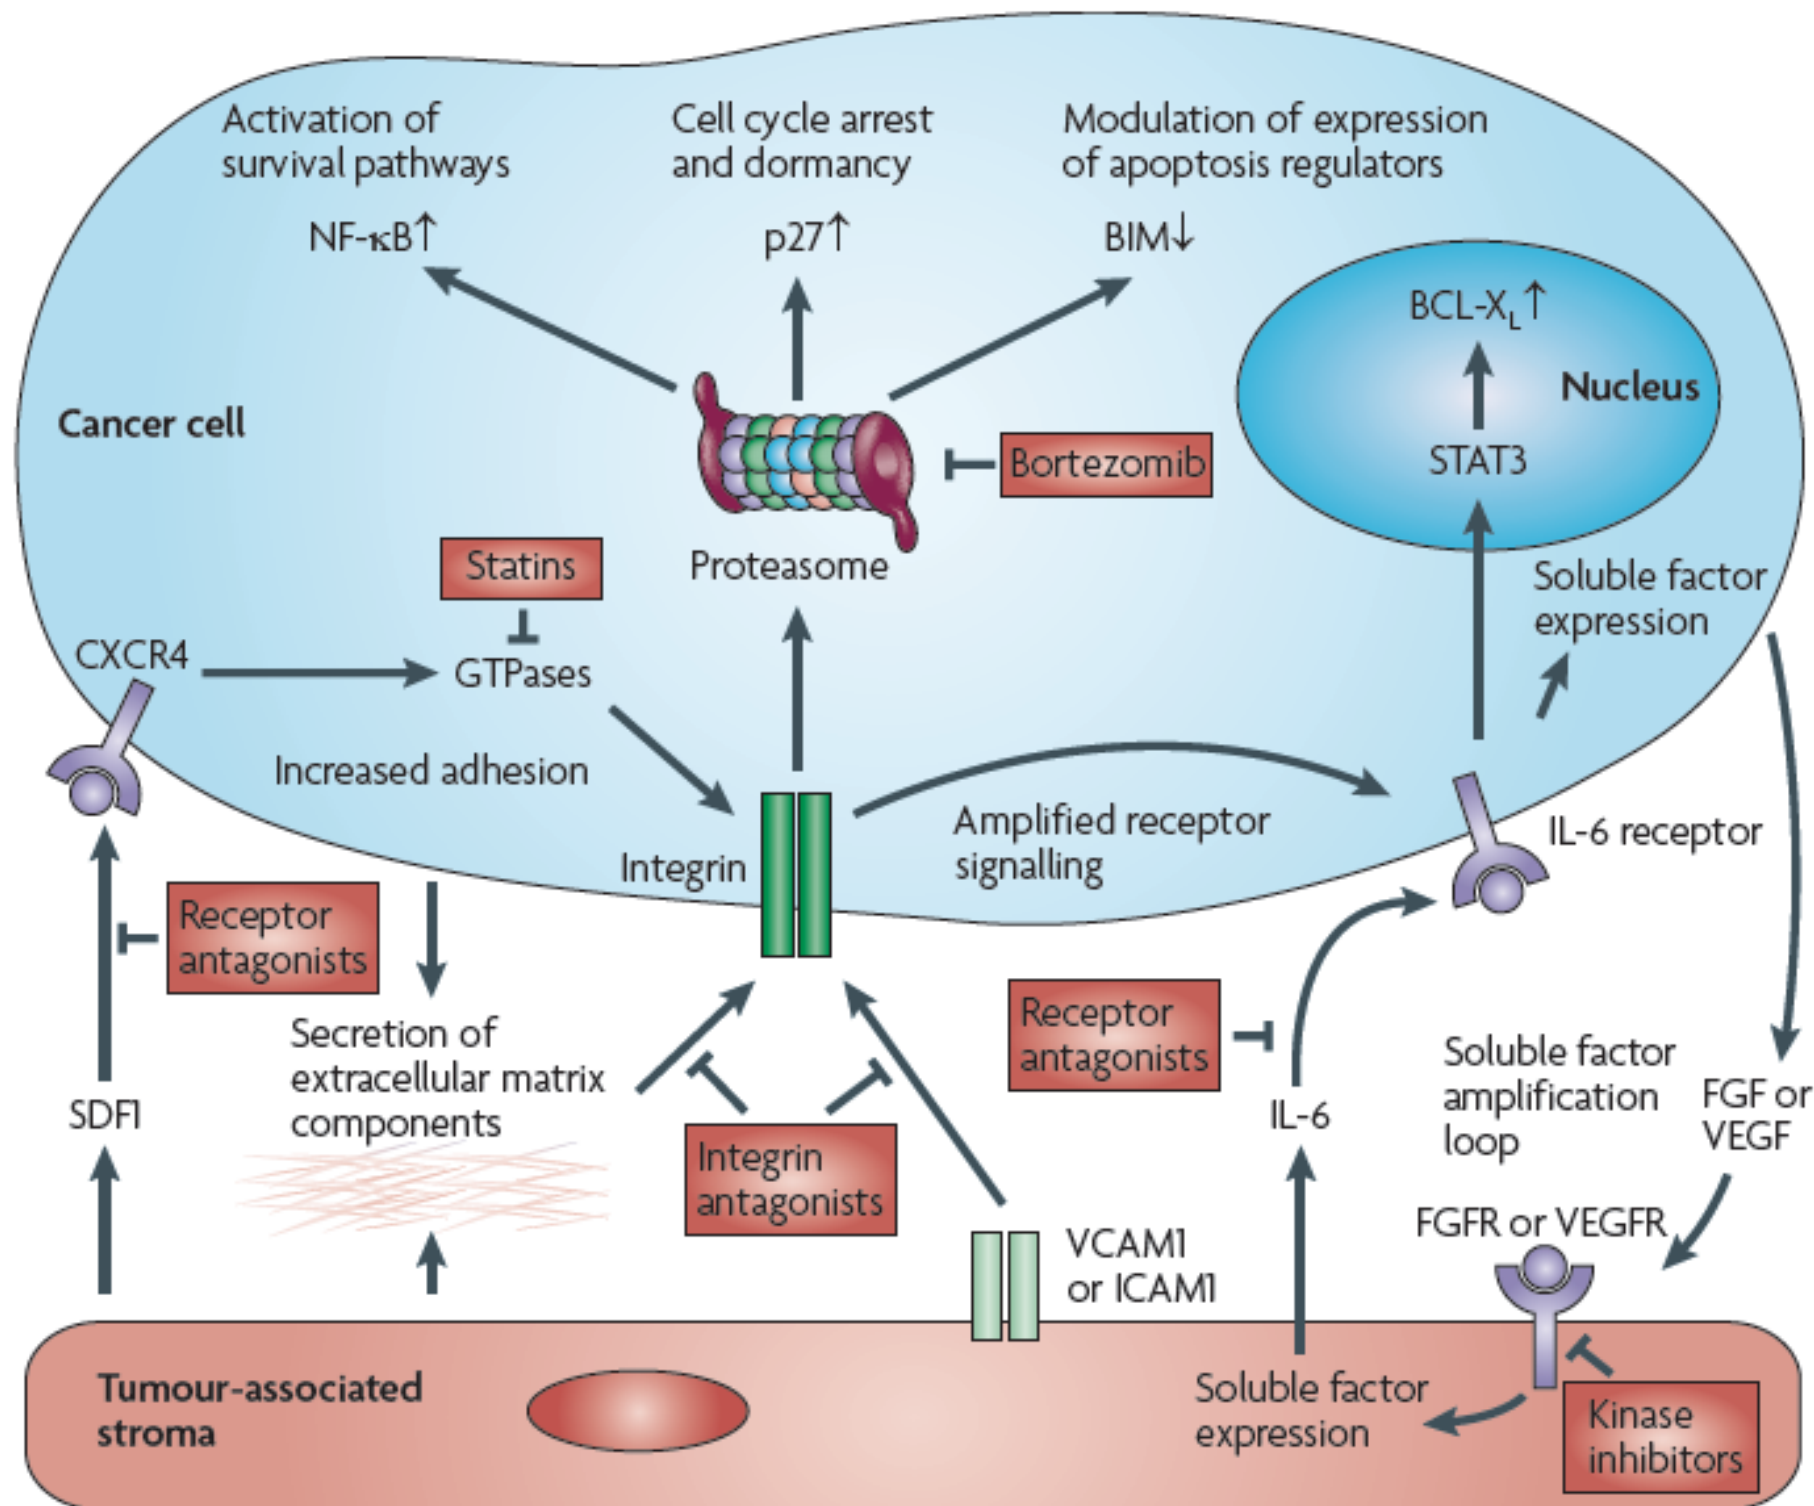 Activation of
survival pathways
NF-κB↑
Cell cycle arrest
and dormancy
p27↑
Modulation of expression
of apoptosis regulators
BIM↓
BCL-XL↑
Nucleus
STAT3
Cancer cell
Bortezomib
Proteasome
Statins
CXCR4
GTPases
Soluble factor
expression
Increased adhesion
Integrin
Amplified receptor
signalling
IL-6 receptor
Receptor
antagonists
Secretion of
extracellular matrix
components
SDF1
Integrin
antagonists
Receptor
antagonists
IL-6
Soluble factor
amplification
loop
FGF or
VEGF
FGFR or VEGFR
VCAM1
or ICAM1
Tumour-associated
stroma
Soluble factor
expression
Kinase
inhibitors